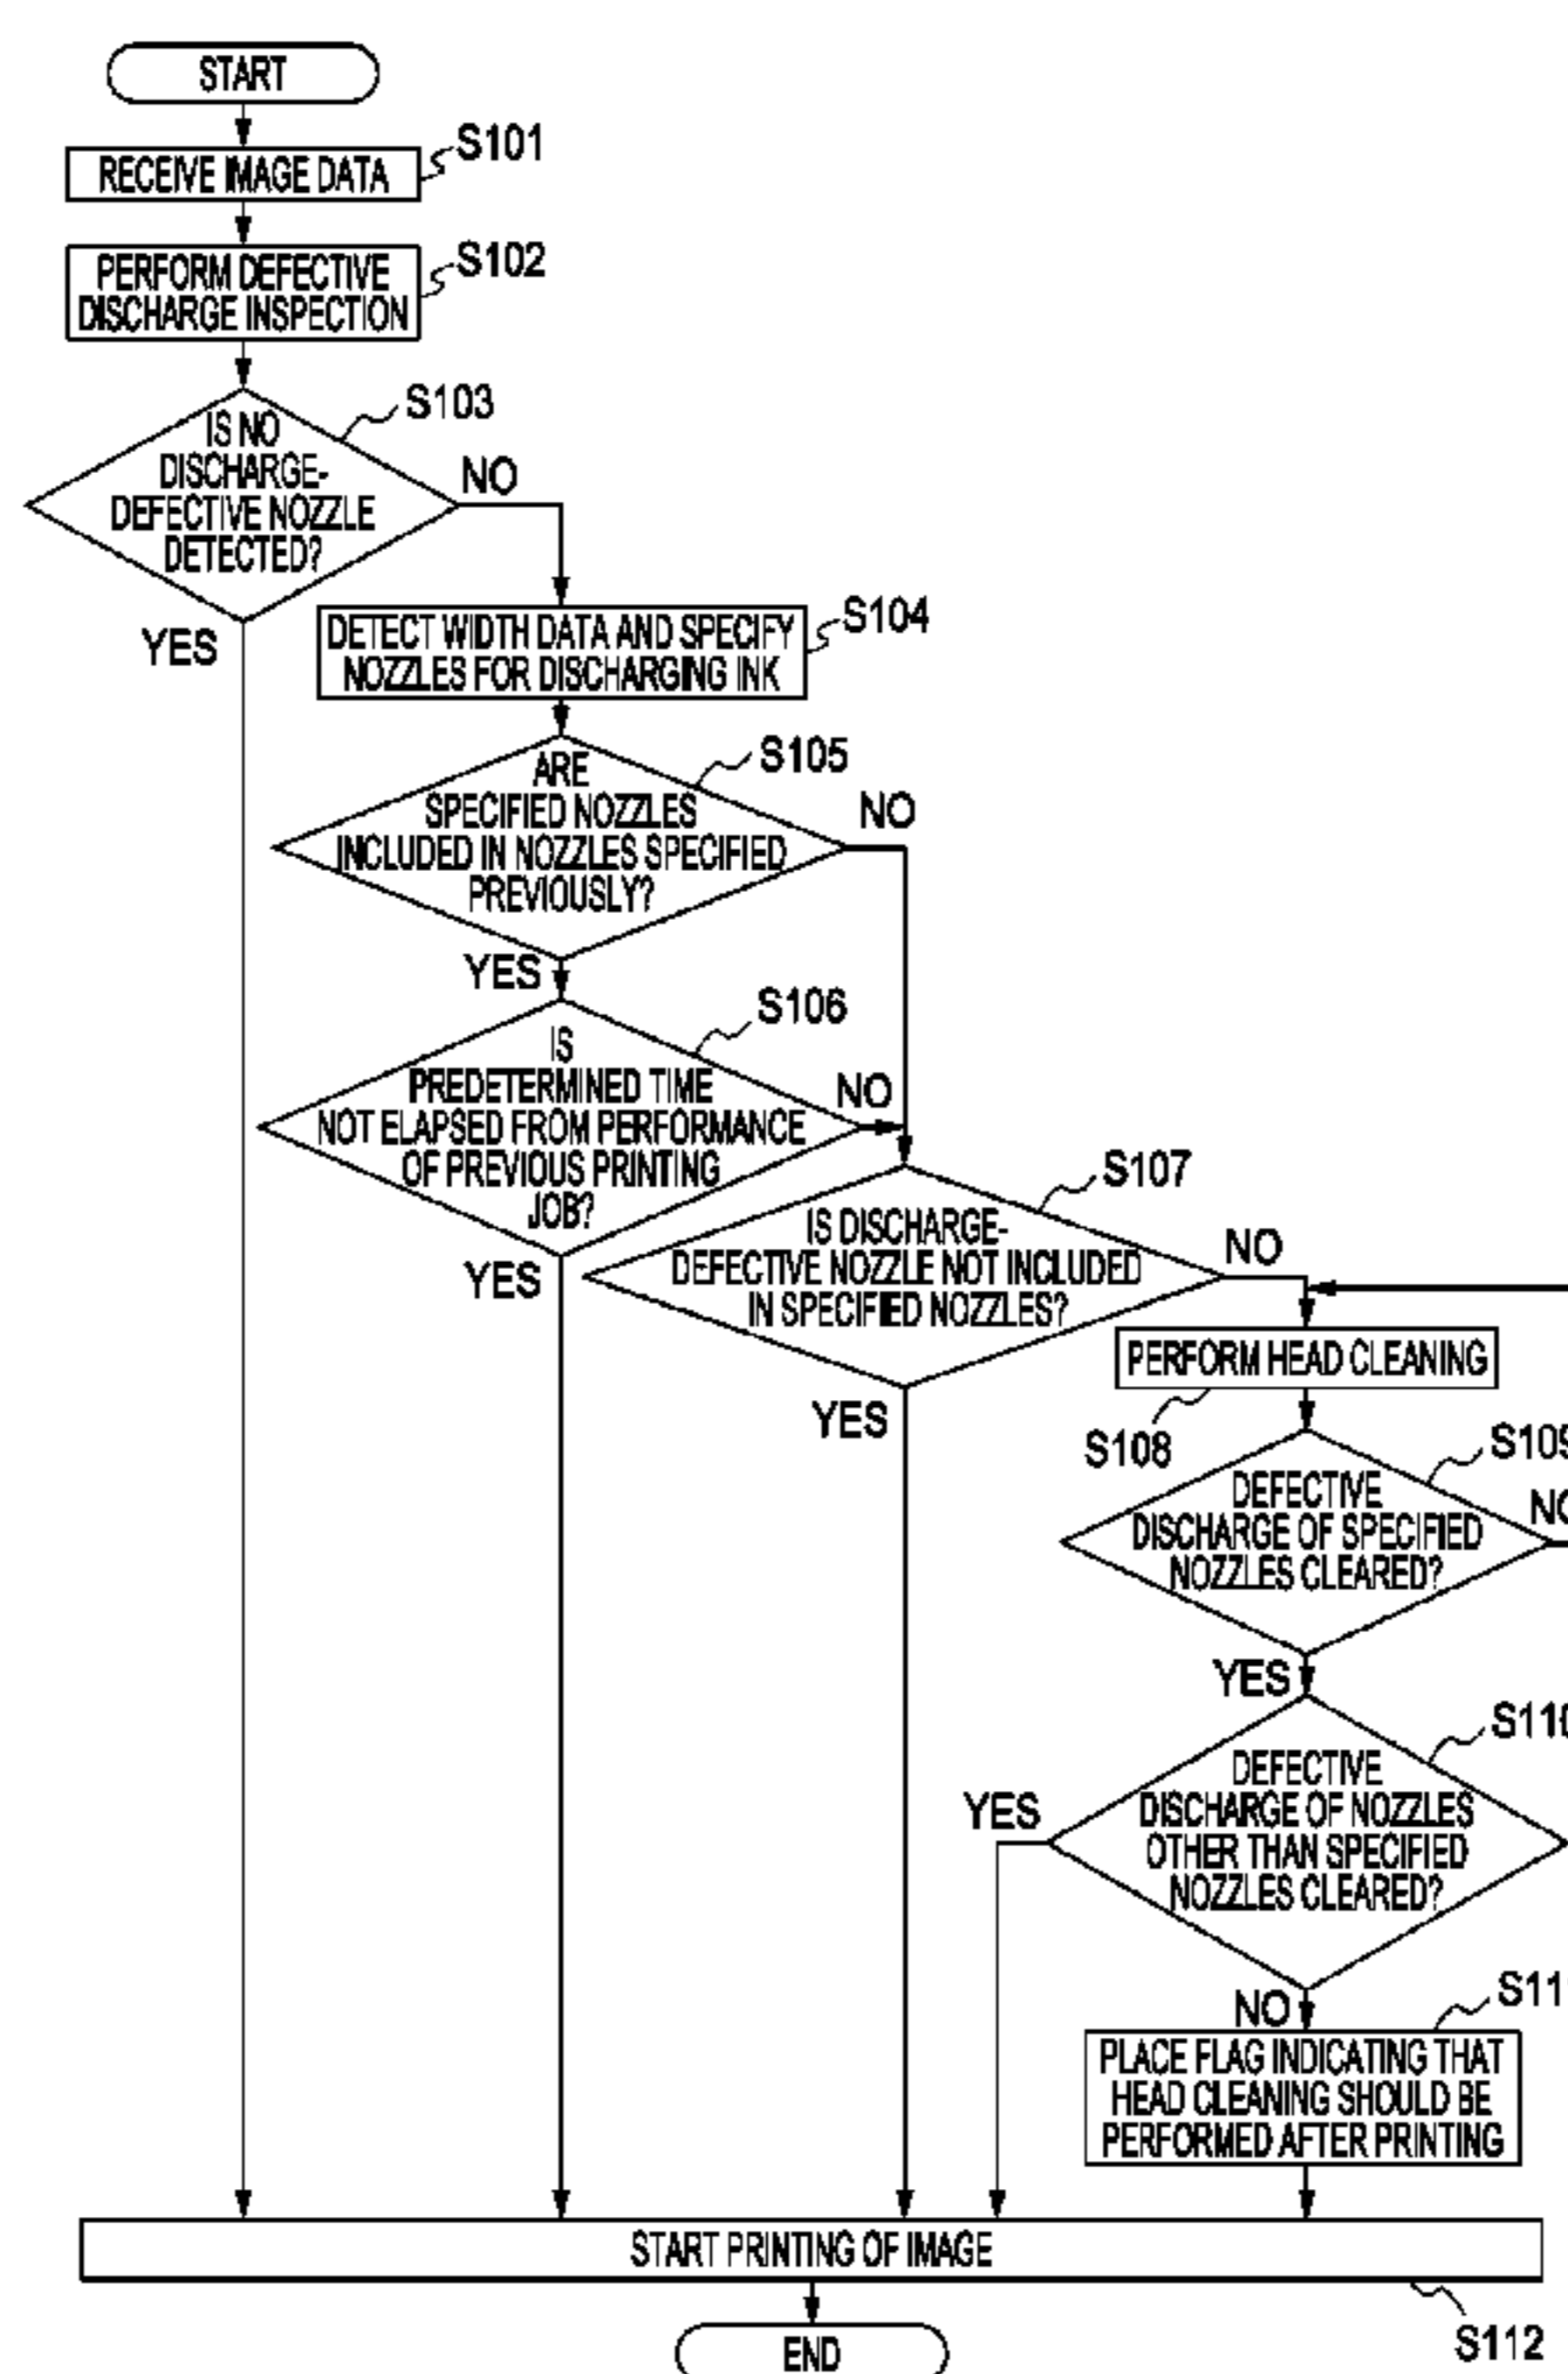 START
RECEIVE IMAGE DATA
S101
PERFORM DEFECTIVE
DISCHARGE INSPECTION
S102
IS NO
DISCHARGE-
DEFECTIVE NOZZLE
DETECTED?
S103
NO
YES
DETECT WIDTH DATA AND SPECIFY
NOZZLES FOR DISCHARGING INK
S104
ARE
SPECIFIED NOZZLES
INCLUDED IN NOZZLES SPECIFIED
PREVIOUSLY?
S105
NO
YES
IS
PREDETERMINED TIME
NOT ELAPSED FROM PERFORMANCE
OF PREVIOUS PRINTING
JOB?
S106
NO
YES
IS DISCHARGE-
DEFECTIVE NOZZLE NOT INCLUDED
IN SPECIFIED NOZZLES?
S107
NO
YES
PERFORM HEAD CLEANING
S108
DEFECTIVE
DISCHARGE OF SPECIFIED
NOZZLES CLEARED?
S109
NO
YES
DEFECTIVE
DISCHARGE OF NOZZLES
OTHER THAN SPECIFIED
NOZZLES CLEARED?
S110
YES
NO
PLACE FLAG INDICATING THAT
HEAD CLEANING SHOULD BE
PERFORMED AFTER PRINTING
S11
START PRINTING OF IMAGE
S112
END